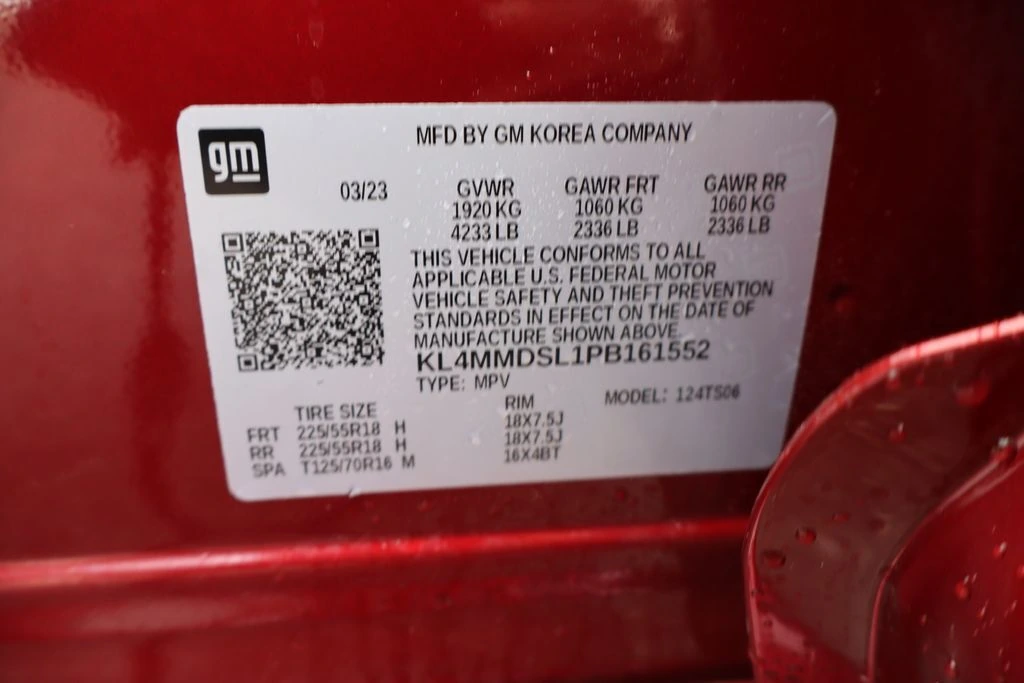 gm
MFD BY GM KOREA COMPANY
03/23
GVWR GAWR FRT GAWR RR
1920 KG 1060 KG 1060 KG
4233 LB 2336 LB 2336 LB
THIS VEHICLE CONFORMS TO ALL
APPLICABLE U.S. FEDERAL MOTOR
VEHICLE SAFETY AND THEFT PREVENTION
STANDARDS IN EFFECT ON THE DATE OF
MANUFACTURE SHOWN ABOVE.
KL4MMDSL1PB161552
TYPE: MPV MODEL: 124TS06
TIRE SIZE RIM
FRT 225/55R18 H 18X7.5J
RR 225/55R18 H 18X7.5J
SPA T125/70R16 M 16X4BT